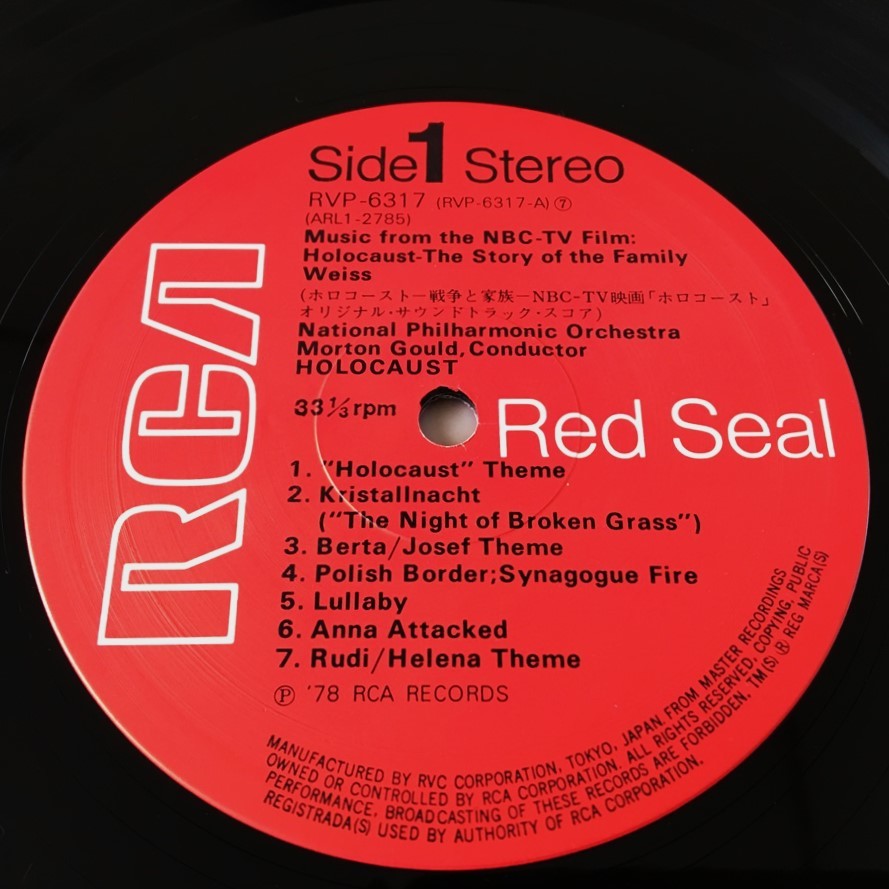 Side 1 Stereo
RVP-6317 (RVP-6317-A) ⑦
(ARL1-2785)
Music from the NBC-TV Film:
Holocaust-The Story of the Family
Weiss
(ホロコースト－戦争と家族－NBC-TV映画「ホロコースト」
オリジナル・サウンドトラック・スコア)
National Philharmonic Orchestra
Morton Gould, Conductor
HOLOCAUST
33 1/3 rpm
RCA
Red Seal
1. "Holocaust" Theme
2. Kristallnacht
("The Night of Broken Grass")
3. Berta/Josef Theme
4. Polish Border;Synagogue Fire
5. Lullaby
6. Anna Attacked
7. Rudi/Helena Theme
Ⓟ '78 RCA RECORDS
MANUFACTURED BY RVC CORPORATION, TOKYO, JAPAN, FROM MASTER RECORDINGS
OWNED OR CONTROLLED BY RCA CORPORATION. ALL RIGHTS RESERVED, COPYING, PUBLIC
PERFORMANCE, BROADCASTING OF THESE RECORDS ARE FORBIDDEN. TM(S) ® REG MARCA(S)
REGISTRADA(S) USED BY AUTHORITY OF RCA CORPORATION.